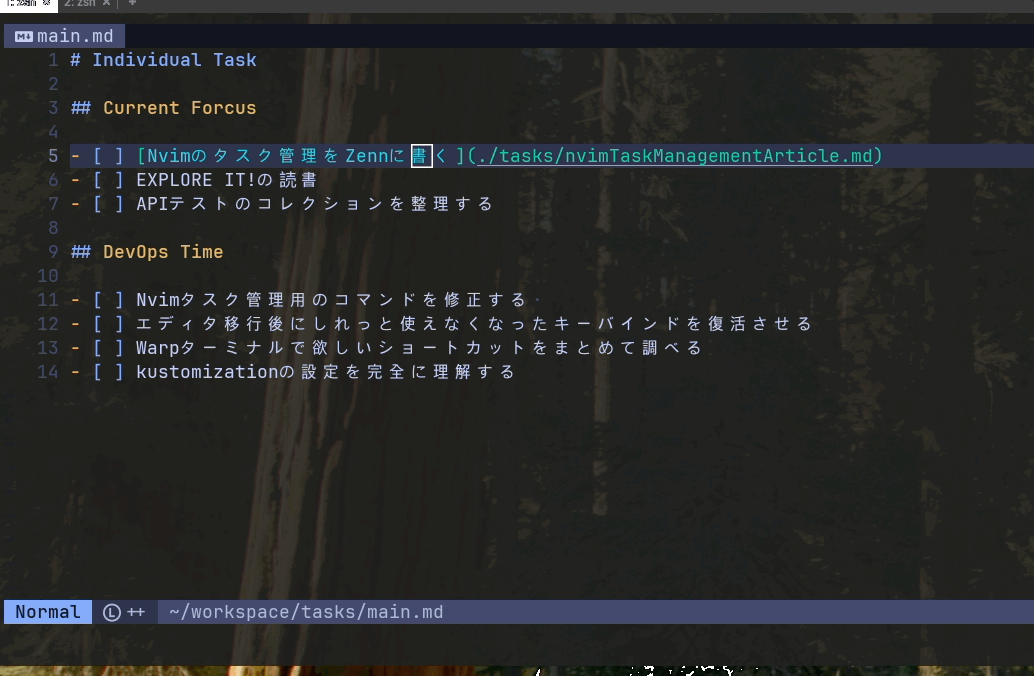 2: zsh × +
main.md
1 # Individual Task
2
3 ## Current Forcus
4
5 - [ ] [Nvimのタスク管理をZennに書く](./tasks/nvimTaskManagementArticle.md)
6 - [ ] EXPLORE IT!の読書
7 - [ ] APIテストのコレクションを整理する
8
9 ## DevOps Time
10
11 - [ ] Nvimタスク管理用のコマンドを修正する
12 - [ ] エディタ移行後にしれっと使えなくなったキーバインドを復活させる
13 - [ ] Warpターミナルで欲しいショートカットをまとめて調べる
14 - [ ] kustomizationの設定を完全に理解する
Normal Ⓛ ++ ~/workspace/tasks/main.md